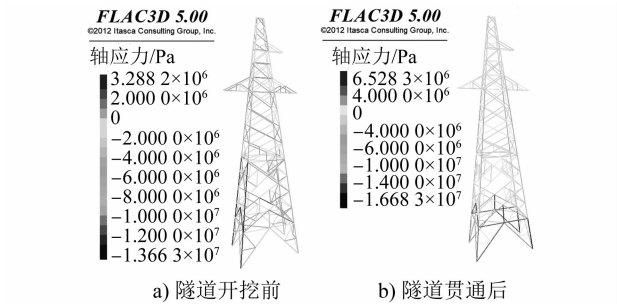 FLAC3D 5.00
©2012 Itasca Consulting Group, Inc.
轴应力/Pa
3.288 2×10⁶
2.000 0×10⁶
0
−2.000 0×10⁶
−4.000 0×10⁶
−6.000 0×10⁶
−8.000 0×10⁶
−1.000 0×10⁷
−1.200 0×10⁷
−1.366 3×10⁷
a) 隧道开挖前
FLAC3D 5.00
©2012 Itasca Consulting Group, Inc.
轴应力/Pa
6.528 3×10⁶
4.000 0×10⁶
0
−4.000 0×10⁶
−6.000 0×10⁶
−1.000 0×10⁷
−1.400 0×10⁷
−1.668 3×10⁷
b) 隧道贯通后